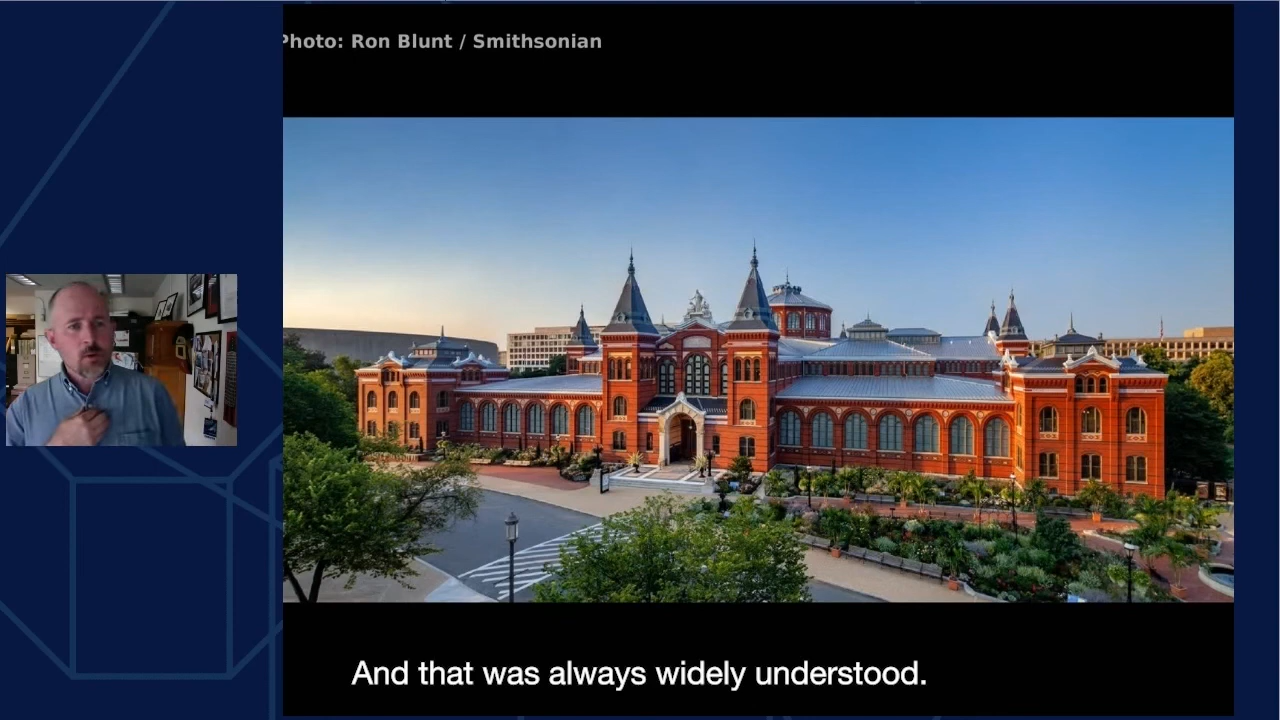 Photo: Ron Blunt / Smithsonian
And that was always widely understood.